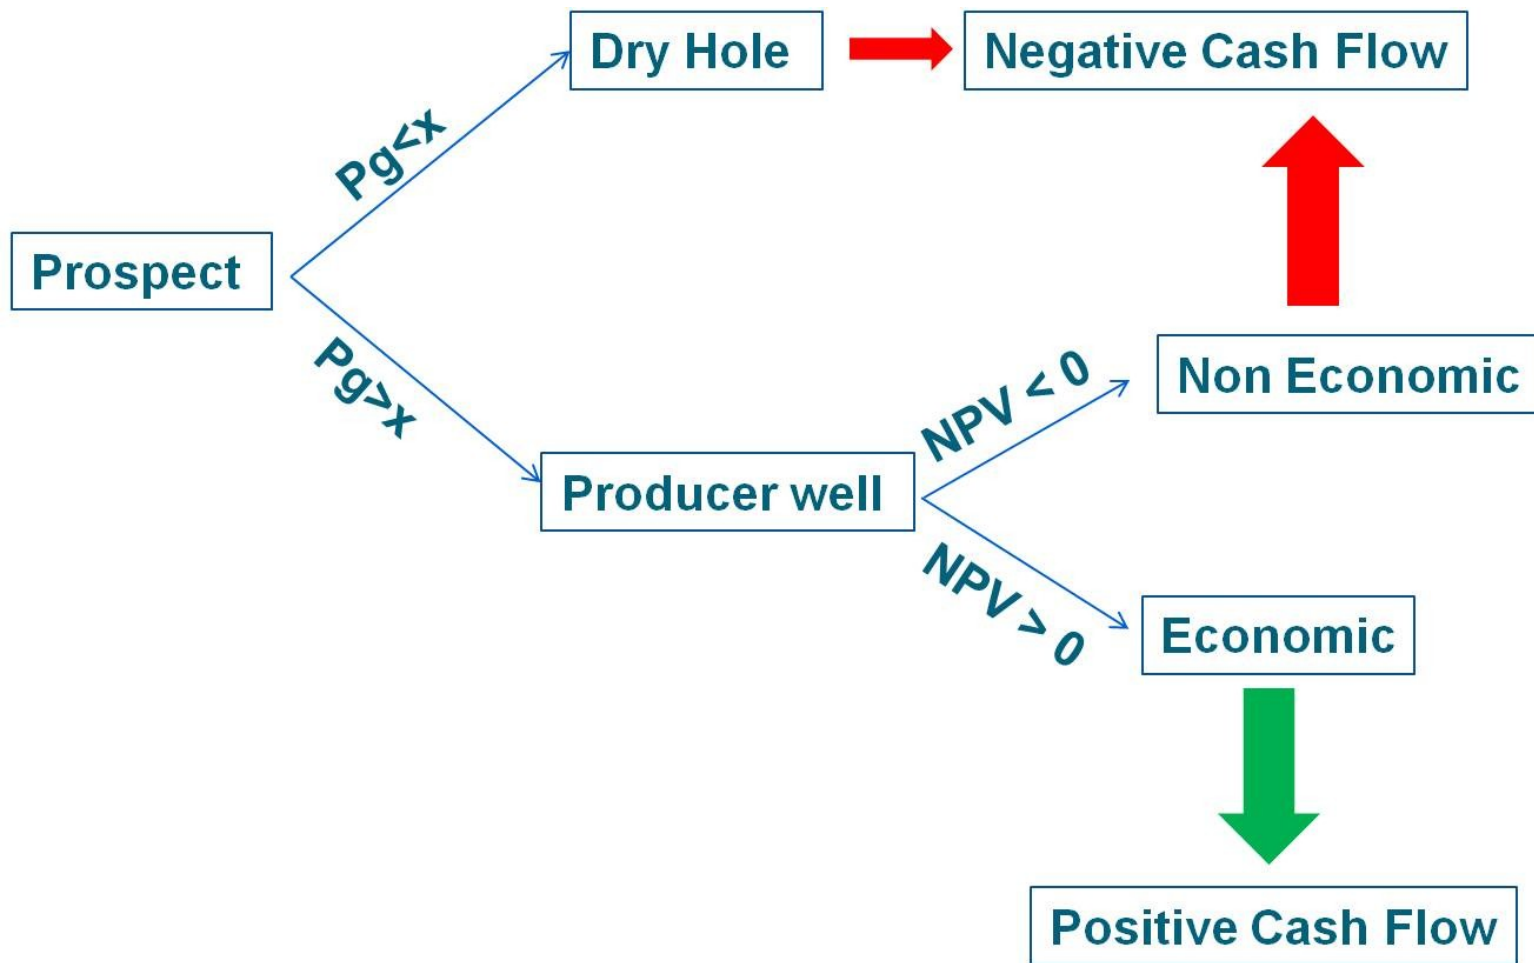 Dry Hole
Negative Cash Flow
Pg<x
Prospect
Pg>x
Non Economic
NPV < 0
Producer well
NPV > 0
Economic
Positive Cash Flow